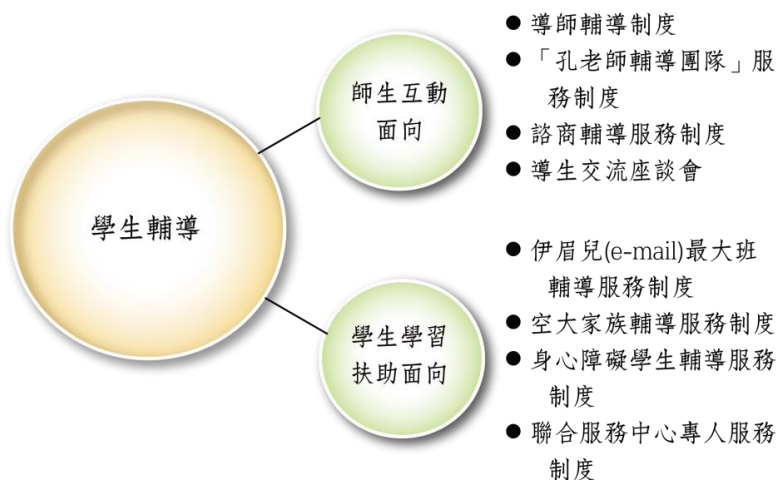 學生輔導
師生互動
面向
● 導師輔導制度
● 「孔老師輔導團隊」服
務制度
● 諮商輔導服務制度
● 導生交流座談會
學生學習
扶助面向
● 伊眉兒(e-mail)最大班
輔導服務制度
● 空大家族輔導服務制度
● 身心障礙學生輔導服務
制度
● 聯合服務中心專人服務
制度